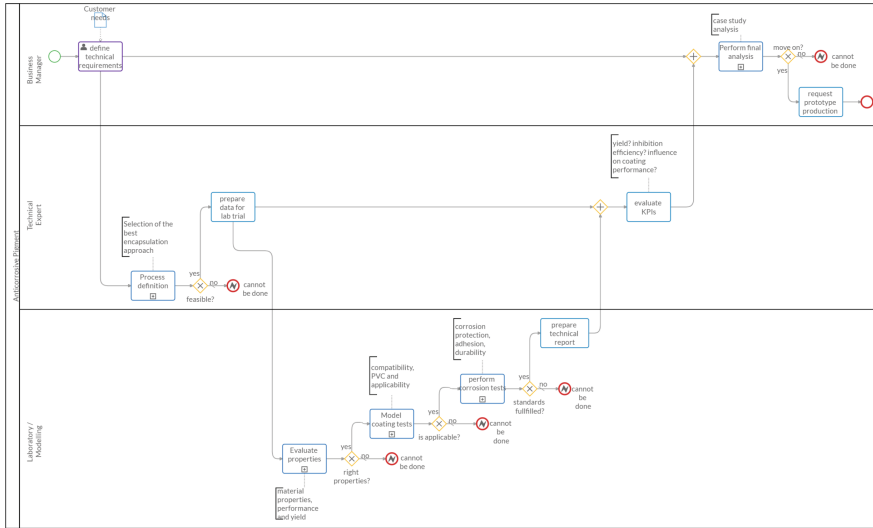 Customer
needs
define
technical
requirements
case study
analysis
Perform final
analysis
move on?
no
cannot
be done
yes
request
prototype
production
Business
Manager
Anticorrosive Pigment
yield? inhibition
efficiency? influence
on coating
performance?
evaluate
KPIs
prepare
data for
lab trial
Technical
Expert
Selection of the
best
encapsulation
approach
Process
definition
yes
no
feasible?
cannot
be done
prepare
technical
report
corrosion
protection,
adhesion,
durability
perform
corrosion tests
yes
no
standards
fullfilled?
cannot
be
done
compatibility,
PVC and
applicability
Model
coating tests
yes
no
is applicable?
cannot
be
done
Laboratory /
Modelling
Evaluate
properties
yes
no
right
properties?
cannot
be done
material
properties,
performance
and yield